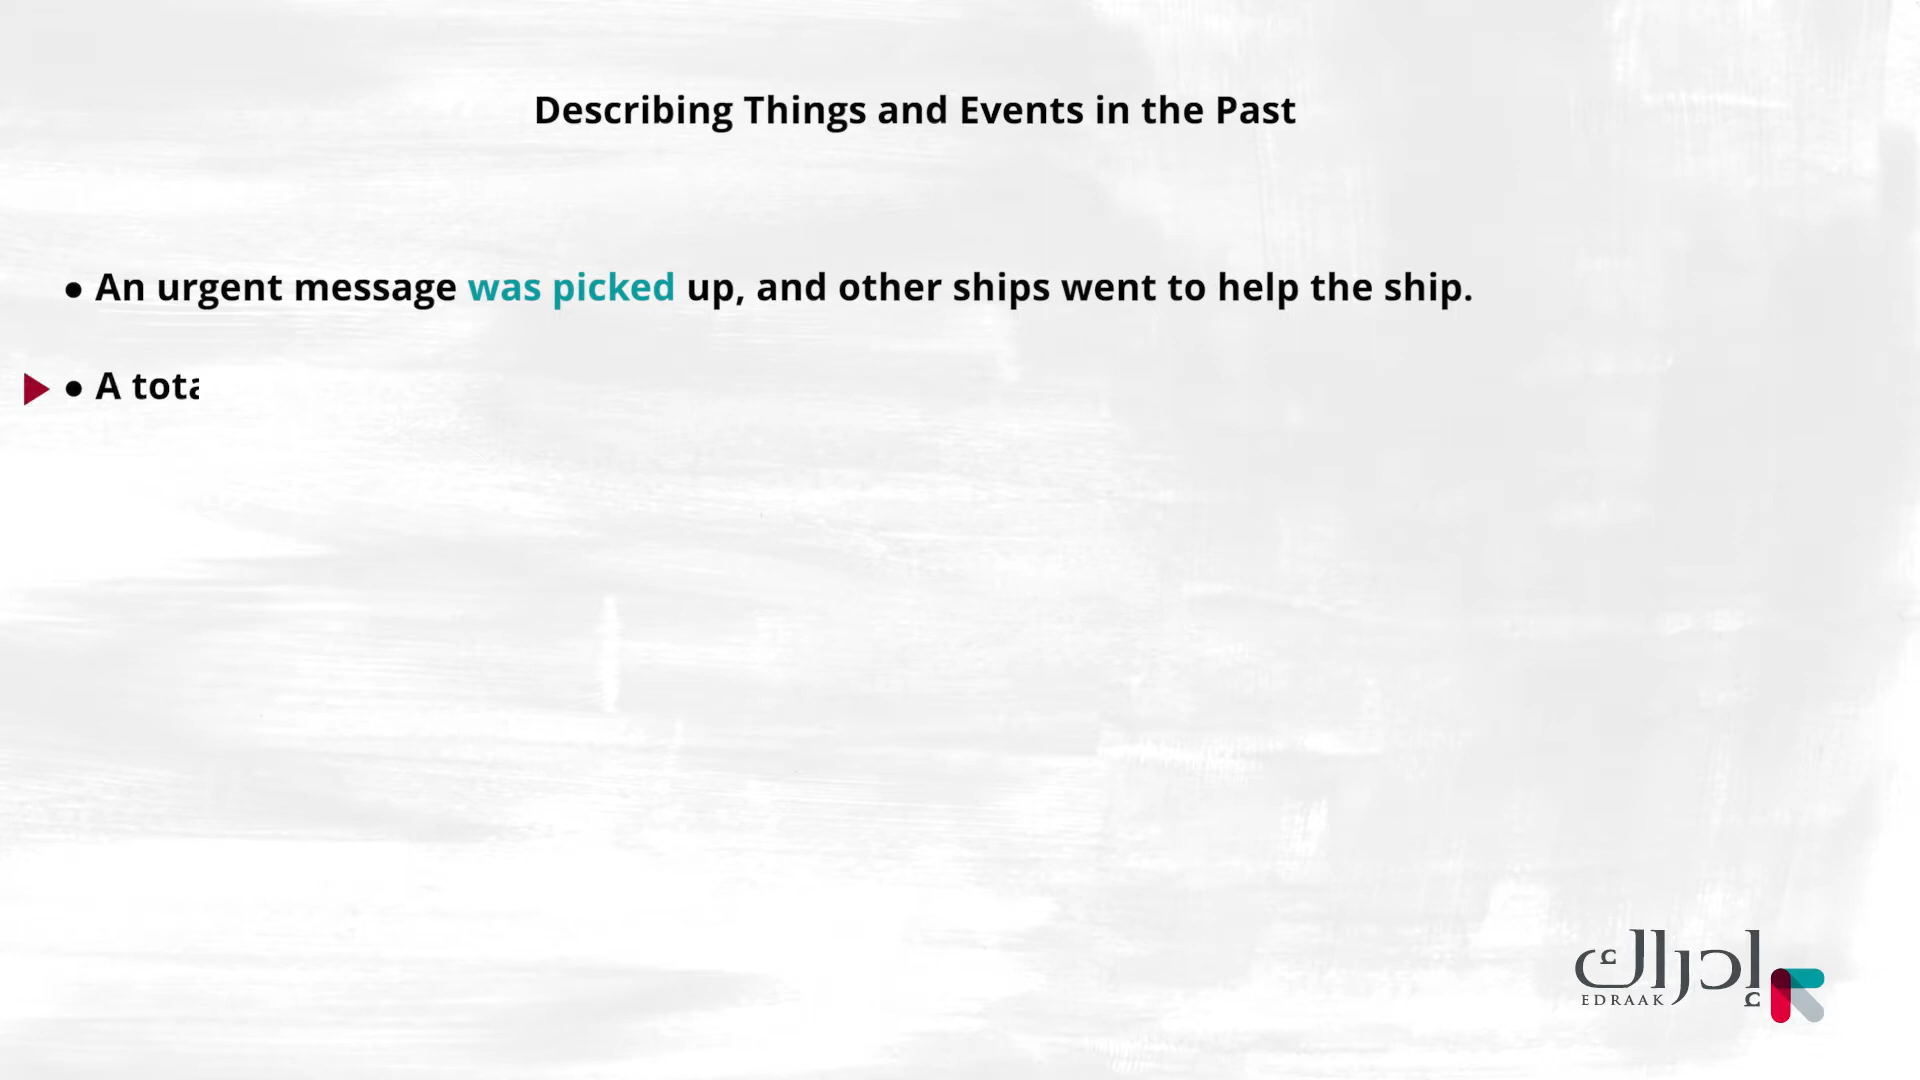 Describing Things and Events in the Past
• An urgent message was picked up, and other ships went to help the ship.
• A
إدراك
EDRAAK